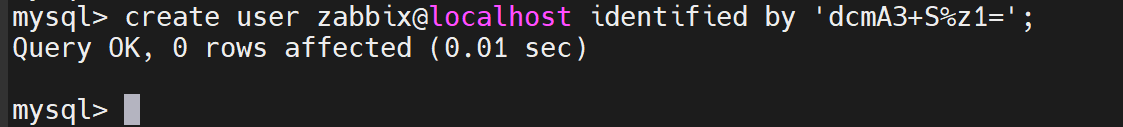 mysql> create user zabbix@localhost identified by 'dcmA3+S%z1=';
Query OK, 0 rows affected (0.01 sec)
mysql>